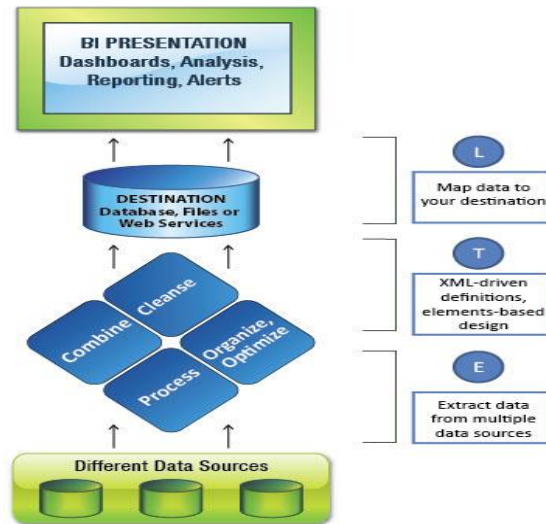 BI PRESENTATION
Dashboards, Analysis,
Reporting, Alerts
L
Map data to
your destination
DESTINATION
Database, Files or
Web Services
T
XML-driven
definitions,
elements-based
design
Cleanse
Combine
Organize,
Optimize
Process
E
Extract data
from multiple
data sources
Different Data Sources